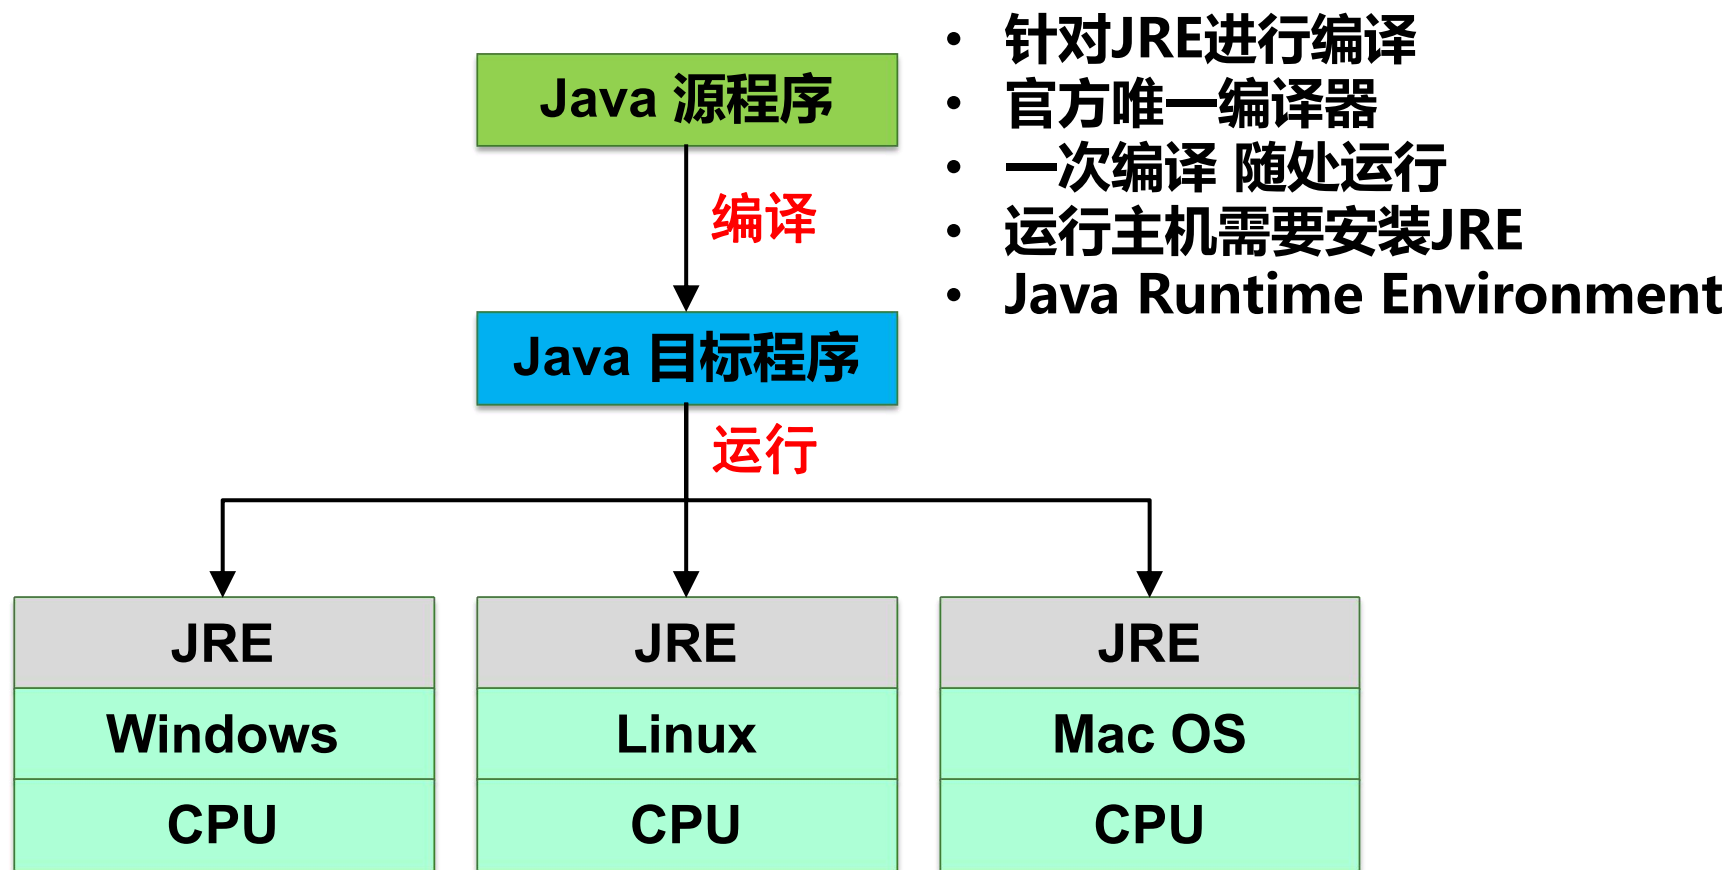 Java 源程序
编译
Java 目标程序
运行
JRE
Windows
CPU
JRE
Linux
CPU
JRE
Mac OS
CPU
• 针对JRE进行编译
• 官方唯一编译器
• 一次编译 随处运行
• 运行主机需要安装JRE
• Java Runtime Environment